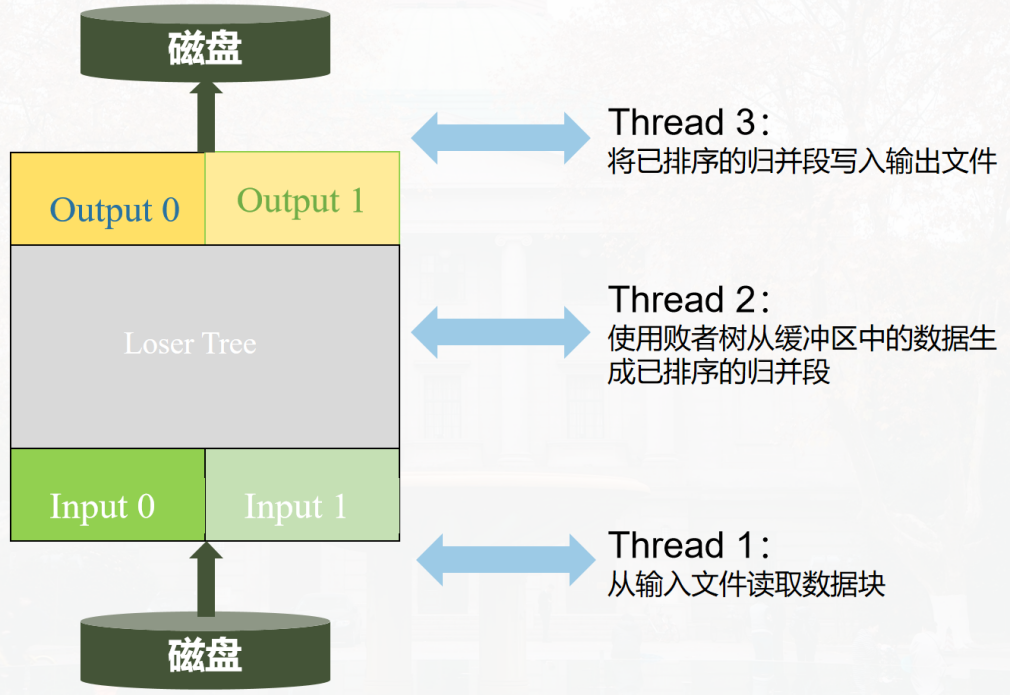 磁盘
Thread 3：
将已排序的归并段写入输出文件
Output 0
Output 1
Thread 2：
使用败者树从缓冲区中的数据生
成已排序的归并段
Loser Tree
Input 0
Input 1
Thread 1：
从输入文件读取数据块
磁盘